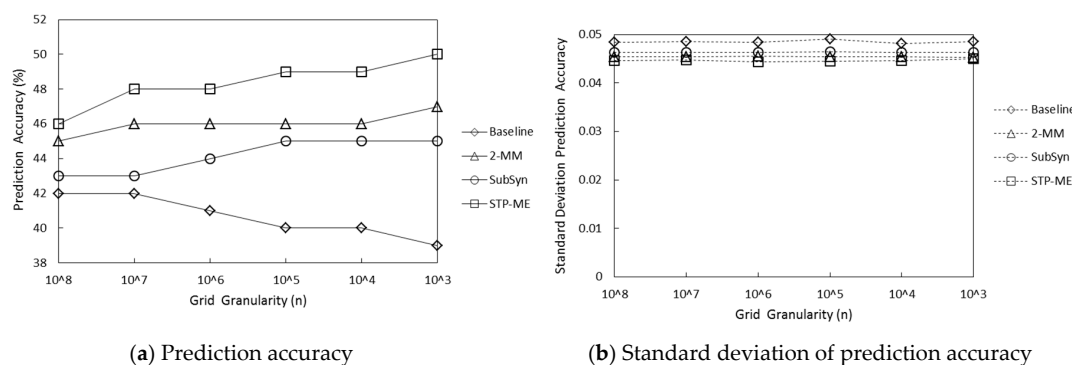 52
50
48
46
44
42
40
38
Prediction Accuracy (%)
10^8 10^7 10^6 10^5 10^4 10^3
Grid Granularity (n)
Baseline
2-MM
SubSyn
STP-ME
(a) Prediction accuracy
0.05
0.04
0.03
0.02
0.01
0
Standard Deviation Prediction Accuracy
10^8 10^7 10^6 10^5 10^4 10^3
Grid Granularity (n)
Baseline
2-MM
SubSyn
STP-ME
(b) Standard deviation of prediction accuracy